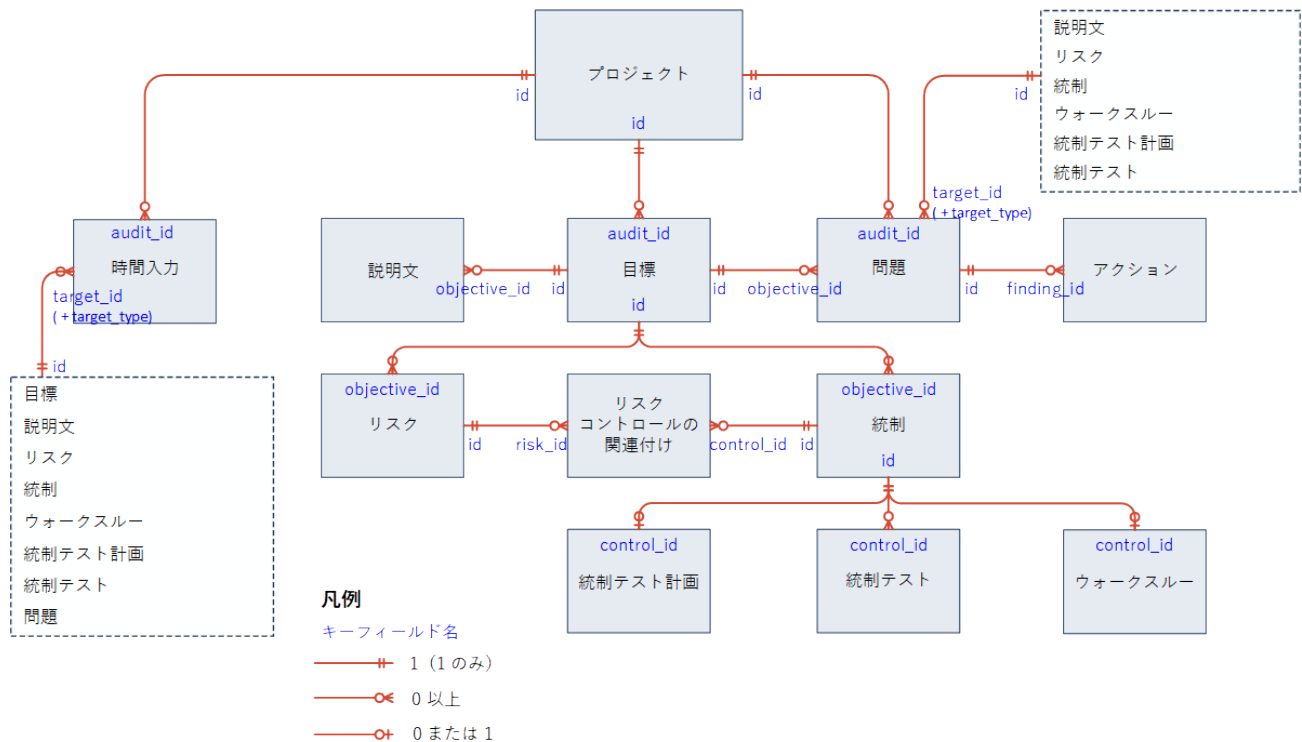 プロジェクト
id
id
id
説明文
リスク
統制
ウォークスルー
統制テスト計画
統制テスト
id
target_id
( + target_type)
audit_id
時間入力
target_id
( + target_type)
id
目標
説明文
リスク
統制
ウォークスルー
統制テスト計画
統制テスト
問題
説明文
objective_id
id
audit_id
目標
id
id
objective_id
audit_id
問題
id
finding_id
アクション
objective_id
リスク
id
risk_id
リスク
コントロールの
関連付け
control_id
id
objective_id
統制
id
control_id
統制テスト計画
control_id
統制テスト
control_id
ウォークスルー
凡例
キーフィールド名
1（1 のみ）
0 以上
0 または 1